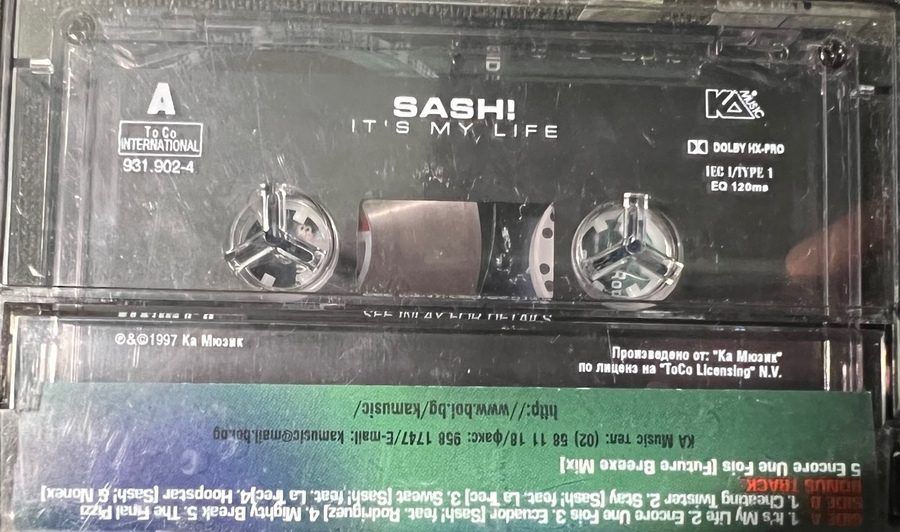 A
SASH!
IT'S MY LIFE
KA MUSIC
ToCo
INTERNATIONAL
931.902-4
DOLBY HX-PRO
IEC I/TYPE 1
EQ 120ms
SIDE
SEE INLAY FOR DETAILS
℗&©1997 Ка Мюзик
Произведено от: "Ка Мюзик"
по лиценз на "ToCo Licensing" N.V.
1. It's My Life 2. Encore Une Fois 3. Ecuador [Sash! feat. Rodriguez] 4. Mighty Break 5. The Final Pizzi
1. Cheating Twister 2. Stay [Sash! feat. La Trec] 3. Sweat [Sash! feat. La Trec] 4. Hoopstar [Sash! & Nonex]
BONUS TRACK:
5 Encore Une Fois [Future Breeze Mix]
KA Music тел: (02) 58 11 18/факс: 958 1747/E-mail: kamusic@mail.bol.bg
http://www.bol.bg/kamusic/